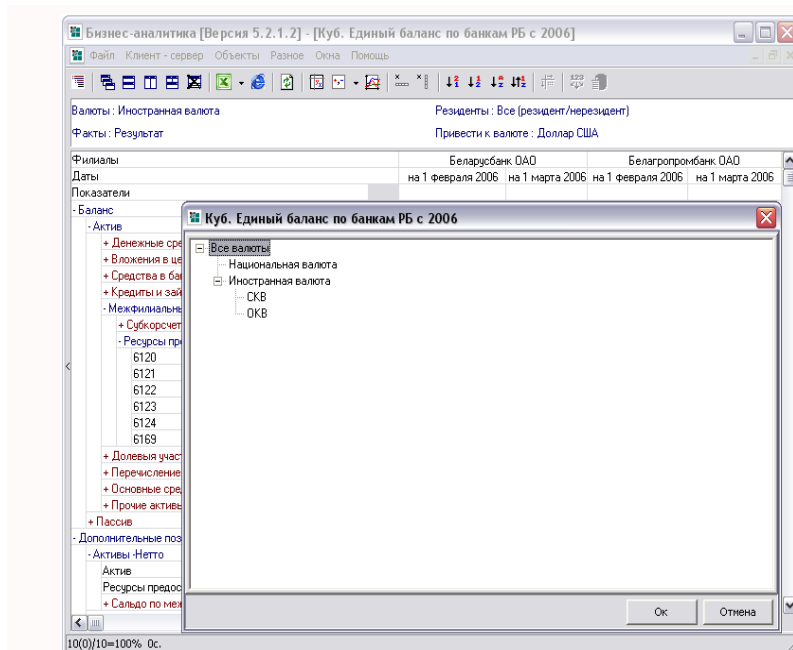 Бизнес-аналитика [Версия 5.2.1.2] - [Куб. Единый баланс по банкам РБ с 2006]
Файл Клиент - сервер Объекты Разное Окна Помощь
Валюты : Иностранная валюта Резиденты : Все (резидент/нерезидент)
Факты : Результат Привести к валюте : Доллар США
Филиалы Беларусбанк ОАО Белагропромбанк ОАО
Даты на 1 февраля 2006 на 1 марта 2006 на 1 февраля 2006 на 1 марта 2006
Показатели
- Баланс
- Актив
+ Денежные сре
+ Вложения в це
+ Средства в ба
+ Кредиты и зай
- Межфилиальн
+ Субкорсчет
- Ресурсы пр
6120
6121
6122
6123
6124
6169
+ Долевыя учас
+ Перечисление
+ Основные сре
+ Прочие активы
+ Пассив
- Дополнительные поз
- Активы -Нетто
Актив
Ресурсы предос
+ Сальдо по меж
Куб. Единый баланс по банкам РБ с 2006
Все валюты
Национальная валюта
Иностранная валюта
СКВ
ОКВ
Ок Отмена
10(0)/10=100% 0с.